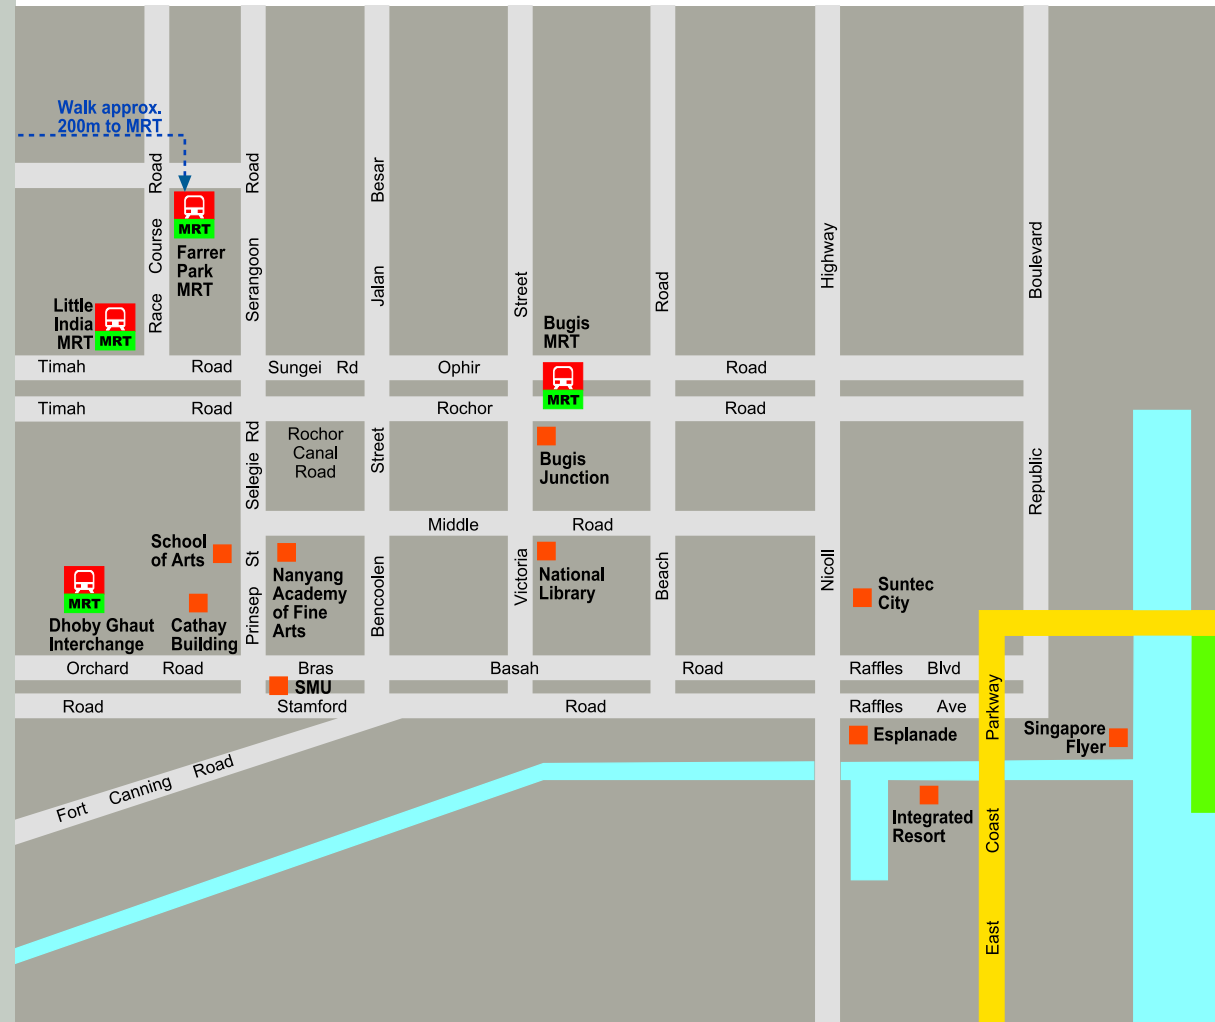 Walk approx.
200m to MRT
Race Course Road
Serangoon Road
Jalan Besar
Victoria Street
Beach Road
Nicoll Highway
Republic Boulevard
MRT
Farrer
Park
MRT
Little
India
MRT
MRT
Bugis
MRT
MRT
Timah Road Sungei Rd Ophir Road
Timah Road Rochor Road
Selegie Rd
Rochor
Canal
Road
Bencoolen Street
Bugis
Junction
Middle Road
School
of Arts
Prinsep St
Nanyang
Academy
of Fine
Arts
National
Library
Suntec
City
MRT
Dhoby Ghaut
Interchange
Cathay
Building
Orchard Road Bras Basah Road Raffles Blvd
SMU
Road Stamford Road Raffles Ave
Esplanade
Singapore
Flyer
Fort Canning Road
Integrated
Resort
East Coast Parkway